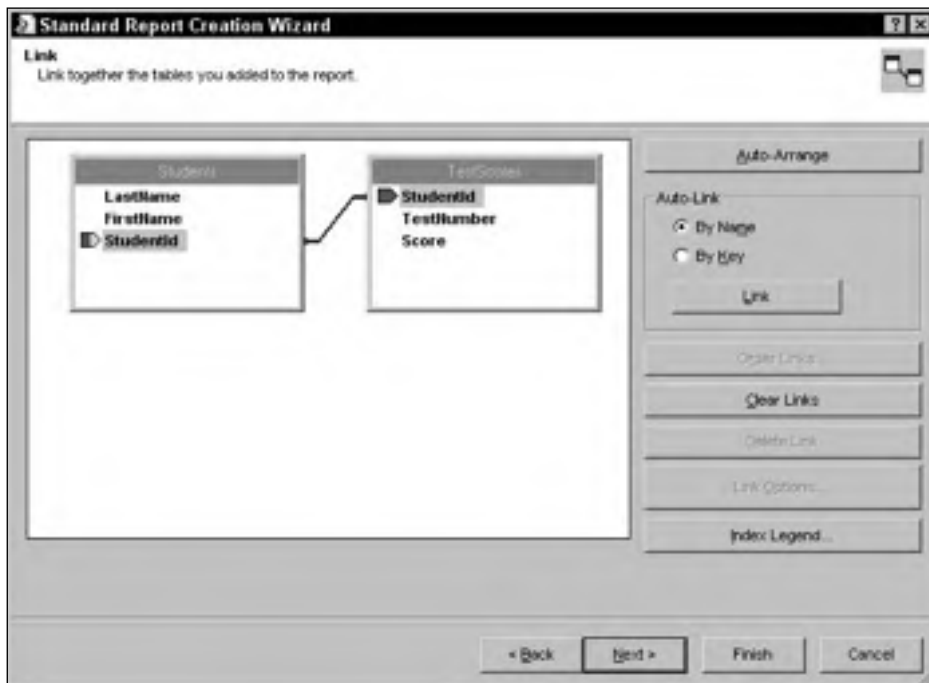 Standard Report Creation Wizard
Link
Link together the tables you added to the report.
Students
LastName
FirstName
StudentId
TestScores
StudentId
TestNumber
Score
Auto-Arrange
Auto-Link
By Name
By Key
Link
Order Links...
Clear Links
Delete Link
Link Options...
Index Legend...
< Back
Next >
Finish
Cancel